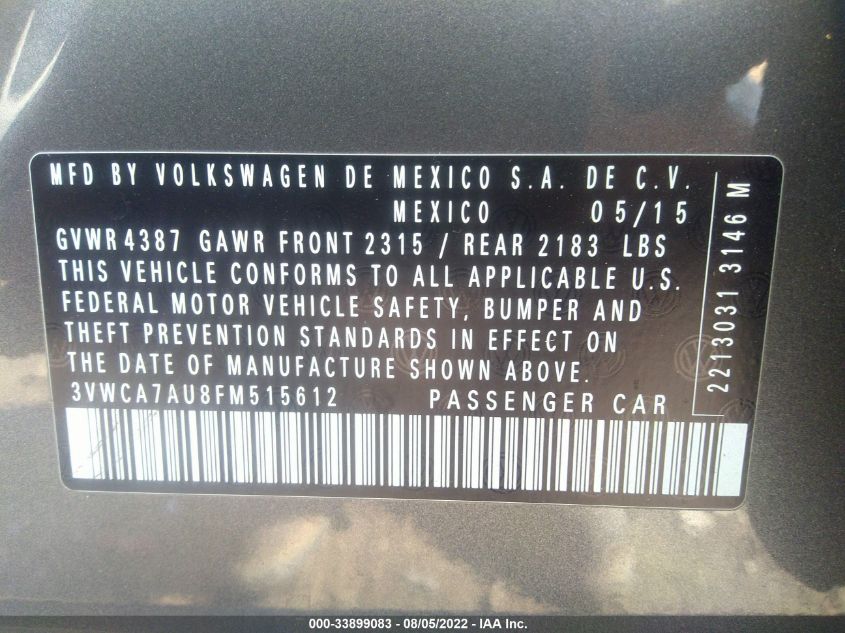 MFD BY VOLKSWAGEN DE MEXICO S.A. DE C.V.
MEXICO 05/15
GVWR 4387 GAWR FRONT 2315 / REAR 2183 LBS
THIS VEHICLE CONFORMS TO ALL APPLICABLE U.S.
FEDERAL MOTOR VEHICLE SAFETY, BUMPER AND
THEFT PREVENTION STANDARDS IN EFFECT ON
THE DATE OF MANUFACTURE SHOWN ABOVE.
3VWCA7AU8FM515612 PASSENGER CAR
2213031 3146 M
000-33899083 - 08/05/2022 - IAA Inc.